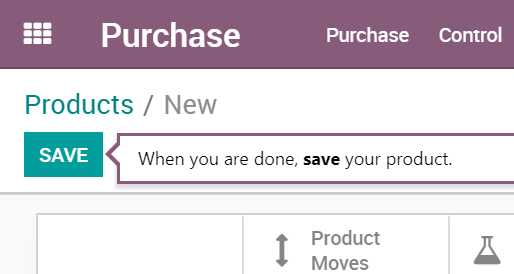 Purchase Purchase Control
Products / New
SAVE When you are done, save your product.
Product
Moves